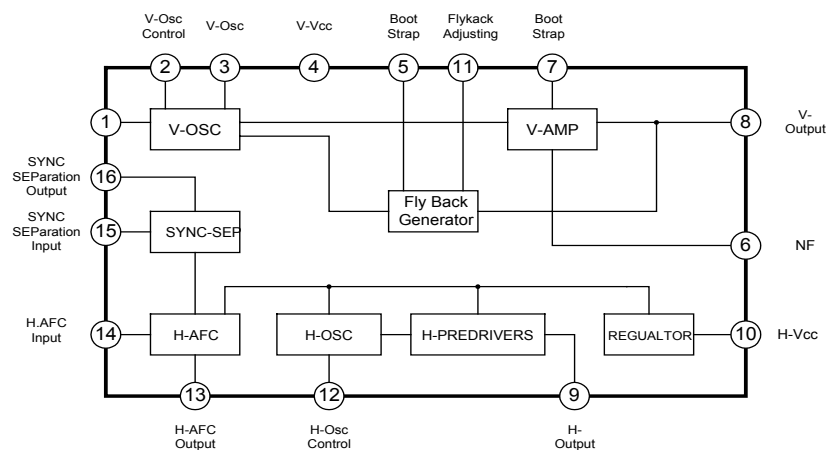 V-Osc
Control
V-Osc
V-Vcc
Boot
Strap
Flykack
Adjusting
Boot
Strap
2
3
4
5
11
7
1
V-OSC
V-AMP
8
V-
Output
SYNC
SEParation
Output
16
Fly Back
Generator
SYNC
SEParation
Input
15
SYNC-SEP
6
NF
H.AFC
Input
14
H-AFC
H-OSC
H-PREDRIVERS
REGUALTOR
10
H-Vcc
13
12
9
H-AFC
Output
H-Osc
Control
H-
Output